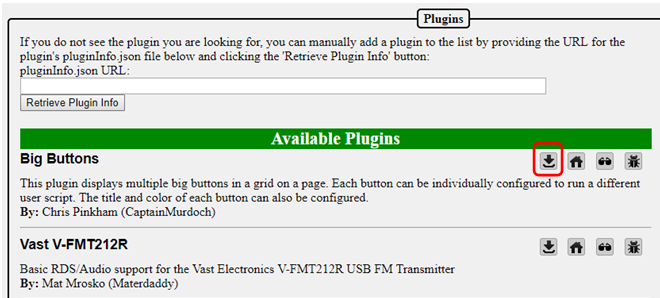 Plugins
If you do not see the plugin you are looking for, you can manually add a plugin to the list by providing the URL for the
plugin's pluginInfo.json file below and clicking the 'Retrieve Plugin Info' button:
pluginInfo.json URL:
Retrieve Plugin Info
Available Plugins
Big Buttons
This plugin displays multiple big buttons in a grid on a page. Each button can be individually configured to run a different
user script. The title and color of each button can also be configured.
By: Chris Pinkham (CaptainMurdoch)
Vast V-FMT212R
Basic RDS/Audio support for the Vast Electronics V-FMT212R USB FM Transmitter
By: Mat Mrosko (Materdaddy)